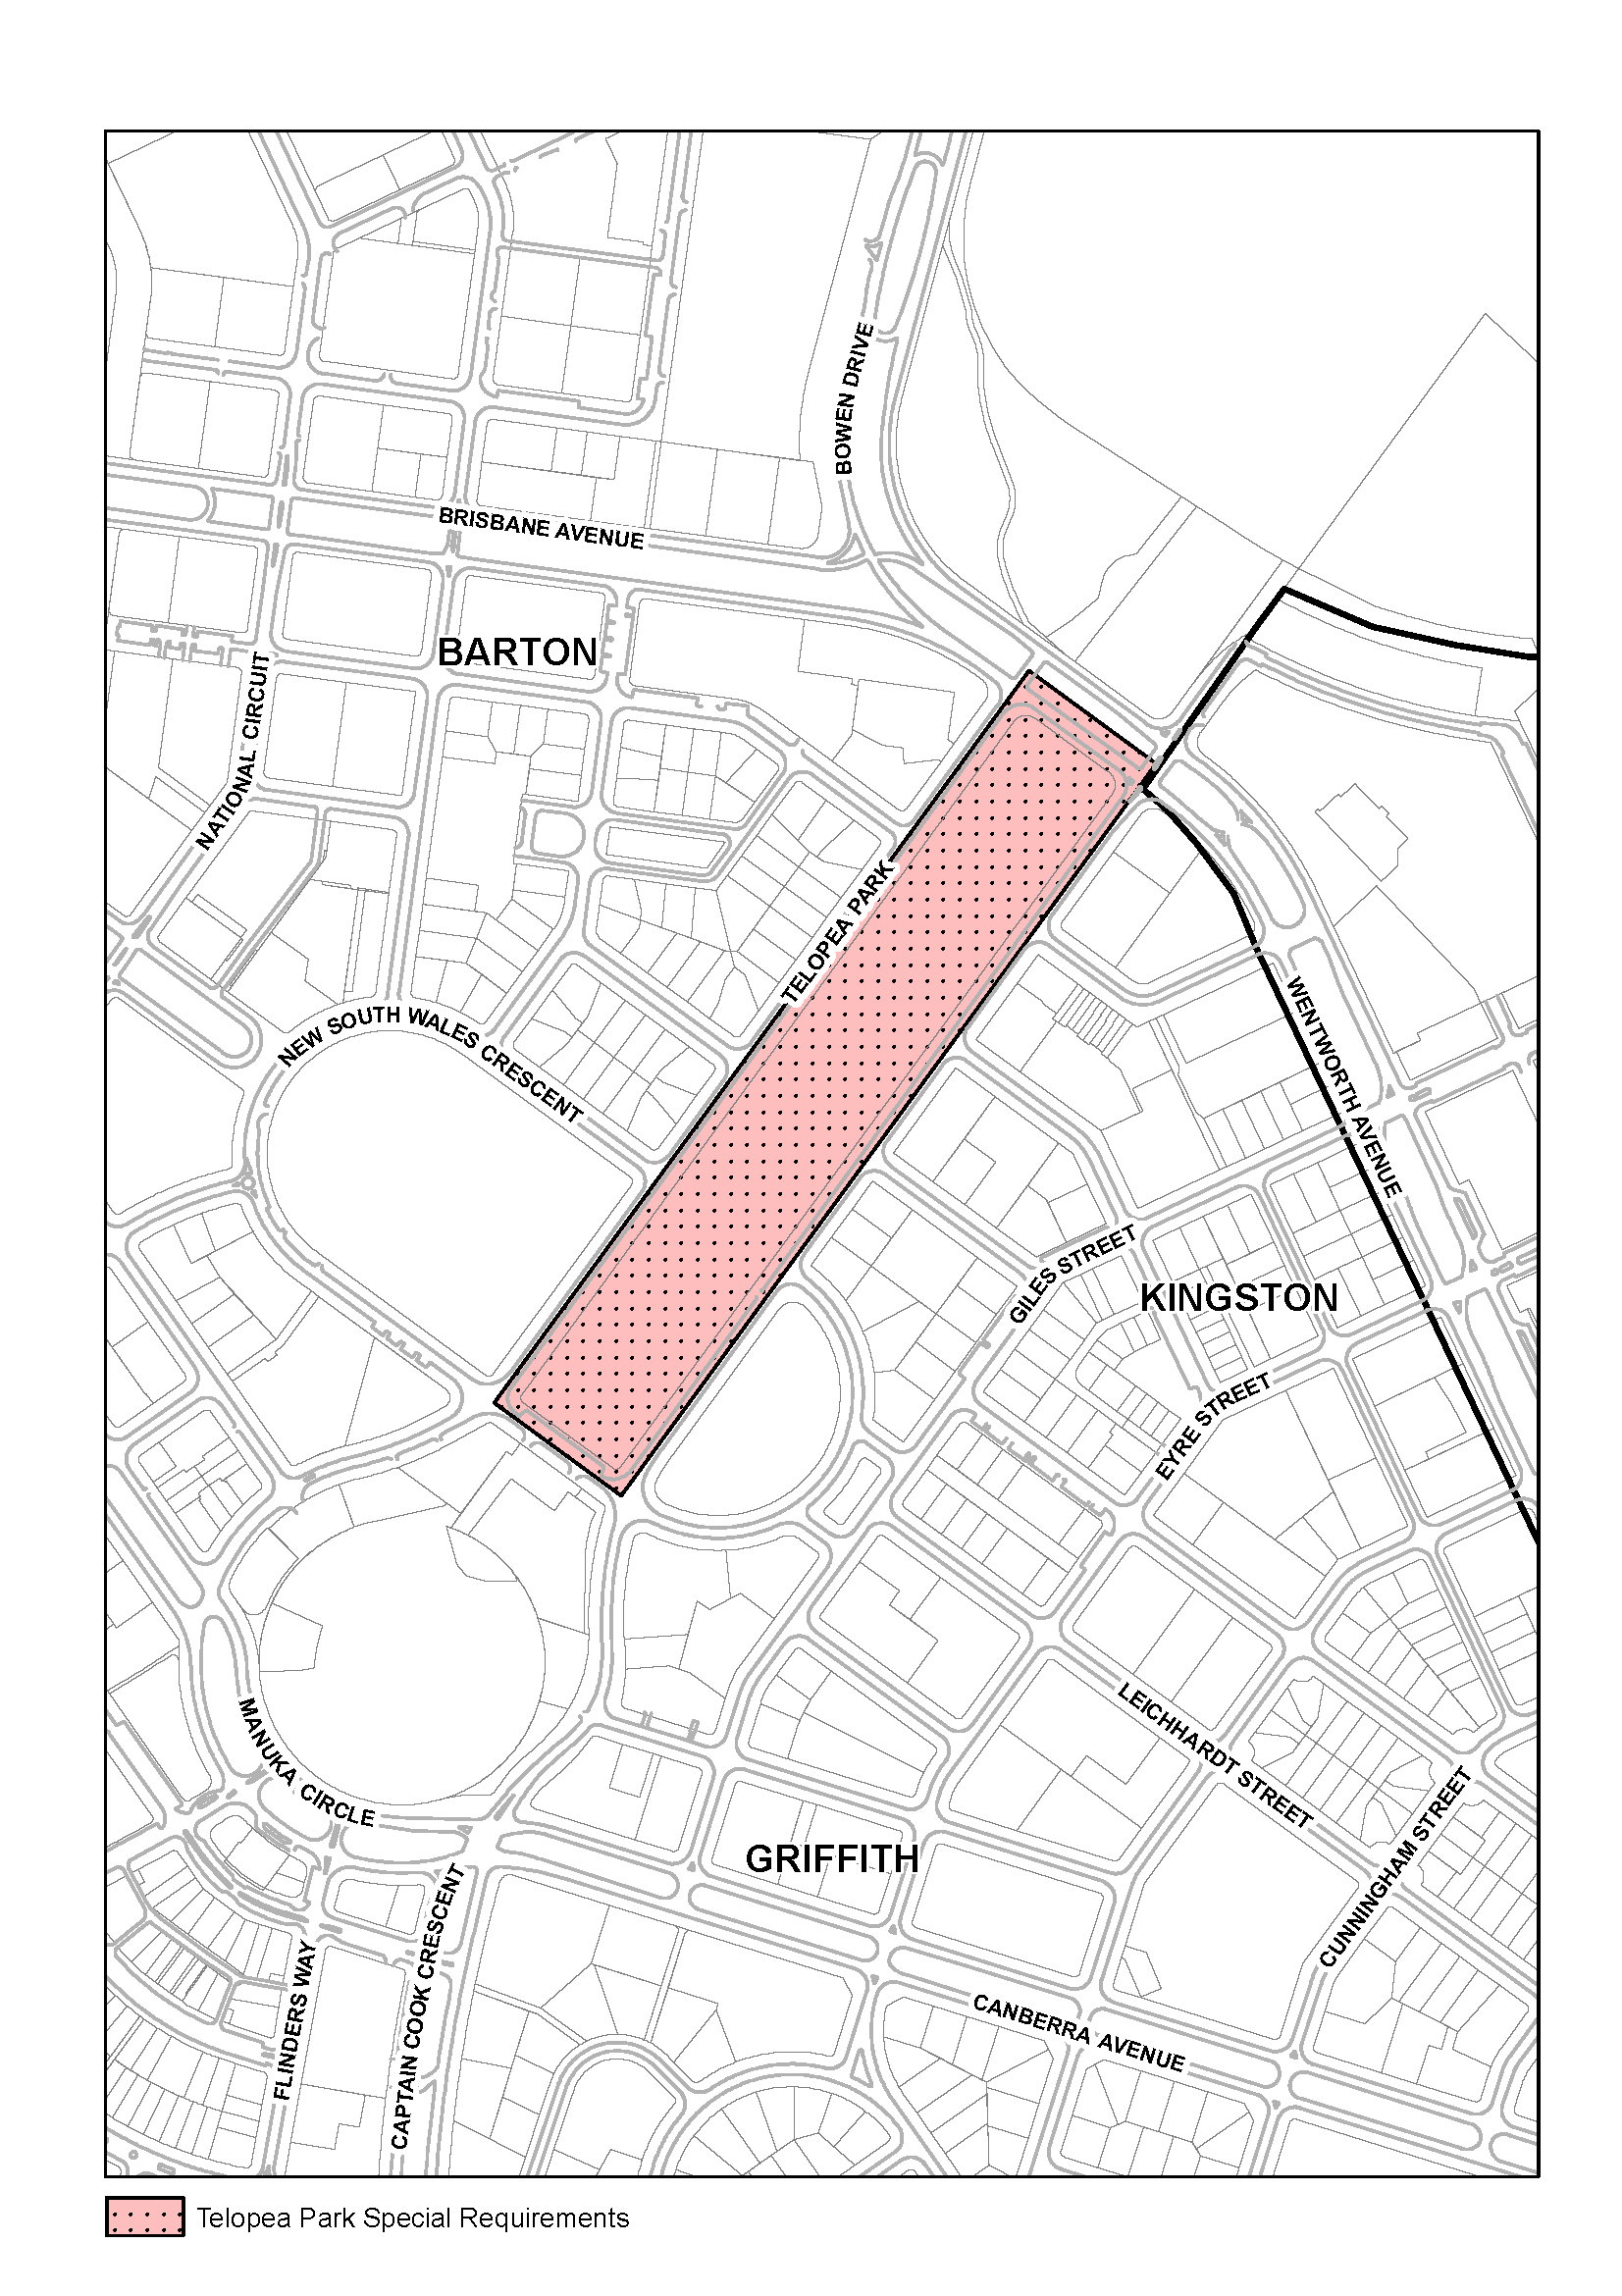 BOWEN DRIVE
BRISBANE AVENUE
BARTON
NATIONAL CIRCUIT
TELOPEA PARK
NEW SOUTH WALES CRESCENT
WENTWORTH AVENUE
GILES STREET
KINGSTON
EYRE STREET
LEICHHARDT STREET
MANUKA CIRCLE
CUNNINGHAM STREET
GRIFFITH
FLINDERS WAY
CAPTAIN COOK CRESCENT
CANBERRA AVENUE
Telopea Park Special Requirements